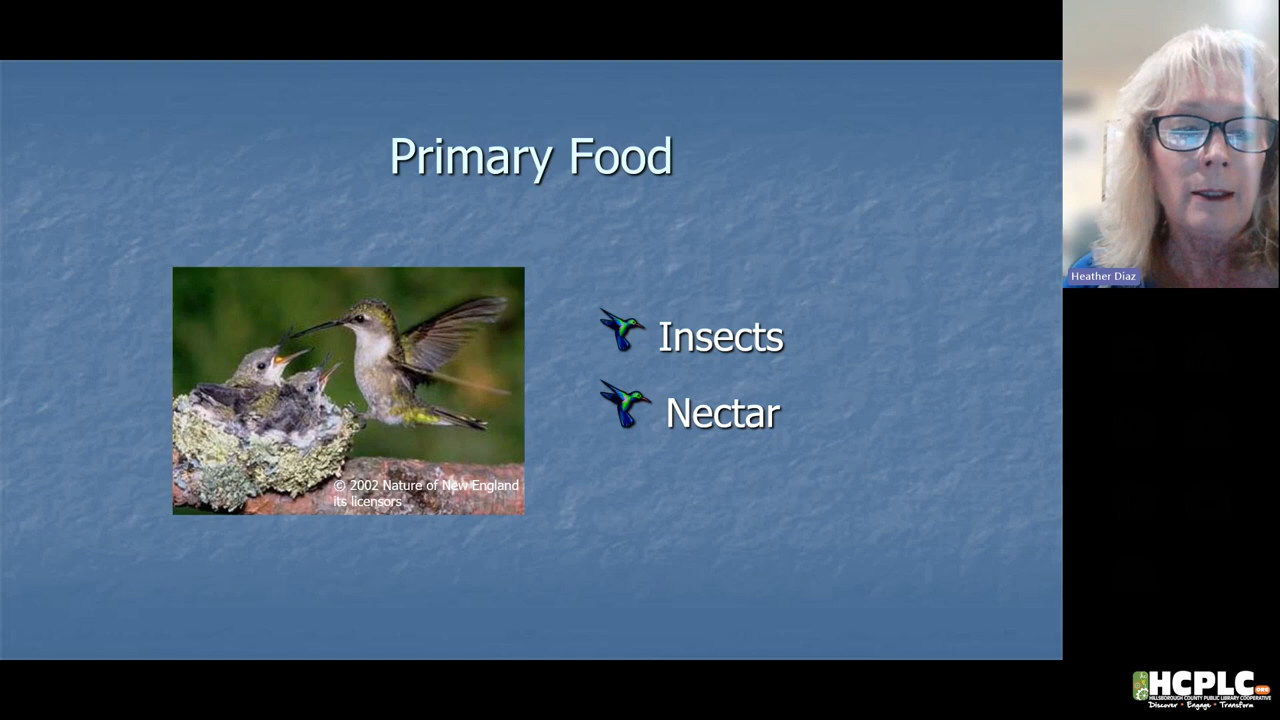 Primary Food
Insects
Nectar
© 2002 Nature of New England
its licensors
Heather Diaz
HCPLC.org
HILLSBOROUGH COUNTY PUBLIC LIBRARY COOPERATIVE
Discover • Engage • Transform